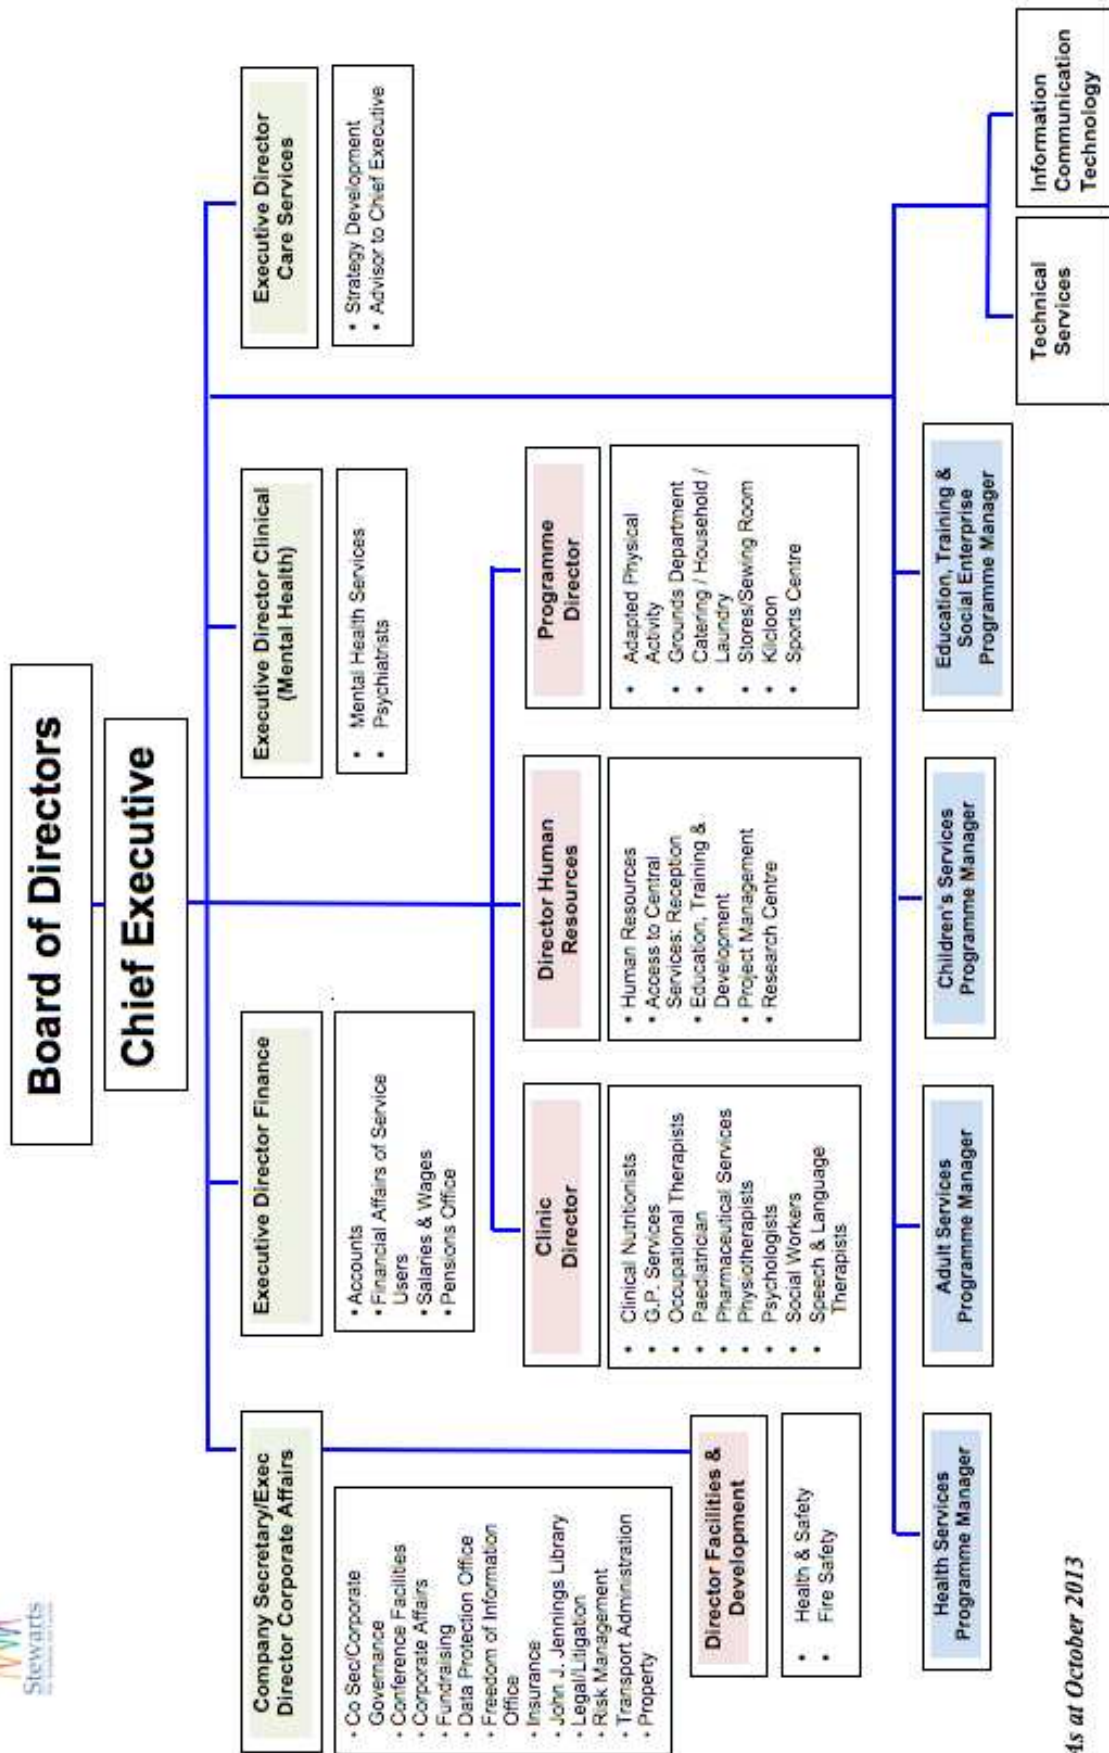 Stewarts
Board of Directors
Chief Executive
Company Secretary/Exec
Director Corporate Affairs
• Co Sec/Corporate
Governance
• Conference Facilities
• Corporate Affairs
• Fundraising
• Data Protection Office
• Freedom of Information
Office
• Insurance
• John J. Jennings Library
• Legal/Litigation
• Risk Management
• Transport Administration
• Property
Executive Director Finance
• Accounts
• Financial Affairs of Service
Users
• Salaries & Wages
• Pensions Office
Executive Director Clinical
(Mental Health)
• Mental Health Services
• Psychiatrists
Executive Director
Care Services
• Strategy Development
• Advisor to Chief Executive
Clinic
Director
• Clinical Nutritionists
• G.P. Services
• Occupational Therapists
• Paediatrician
• Pharmaceutical Services
• Physiotherapists
• Psychologists
• Social Workers
• Speech & Language
Therapists
Director Human
Resources
• Human Resources
• Access to Central
Services: Reception
• Education, Training &
Development
• Project Management
• Research Centre
Programme
Director
• Adapted Physical
Activity
• Grounds Department
• Catering / Household /
Laundry
• Stores/Sewing Room
• Kilcloon
• Sports Centre
Director Facilities &
Development
• Health & Safety
• Fire Safety
Health Services
Programme Manager
Adult Services
Programme Manager
Children's Services
Programme Manager
Education, Training &
Social Enterprise
Programme Manager
Technical
Services
Information
Communication
Technology
As at October 2013